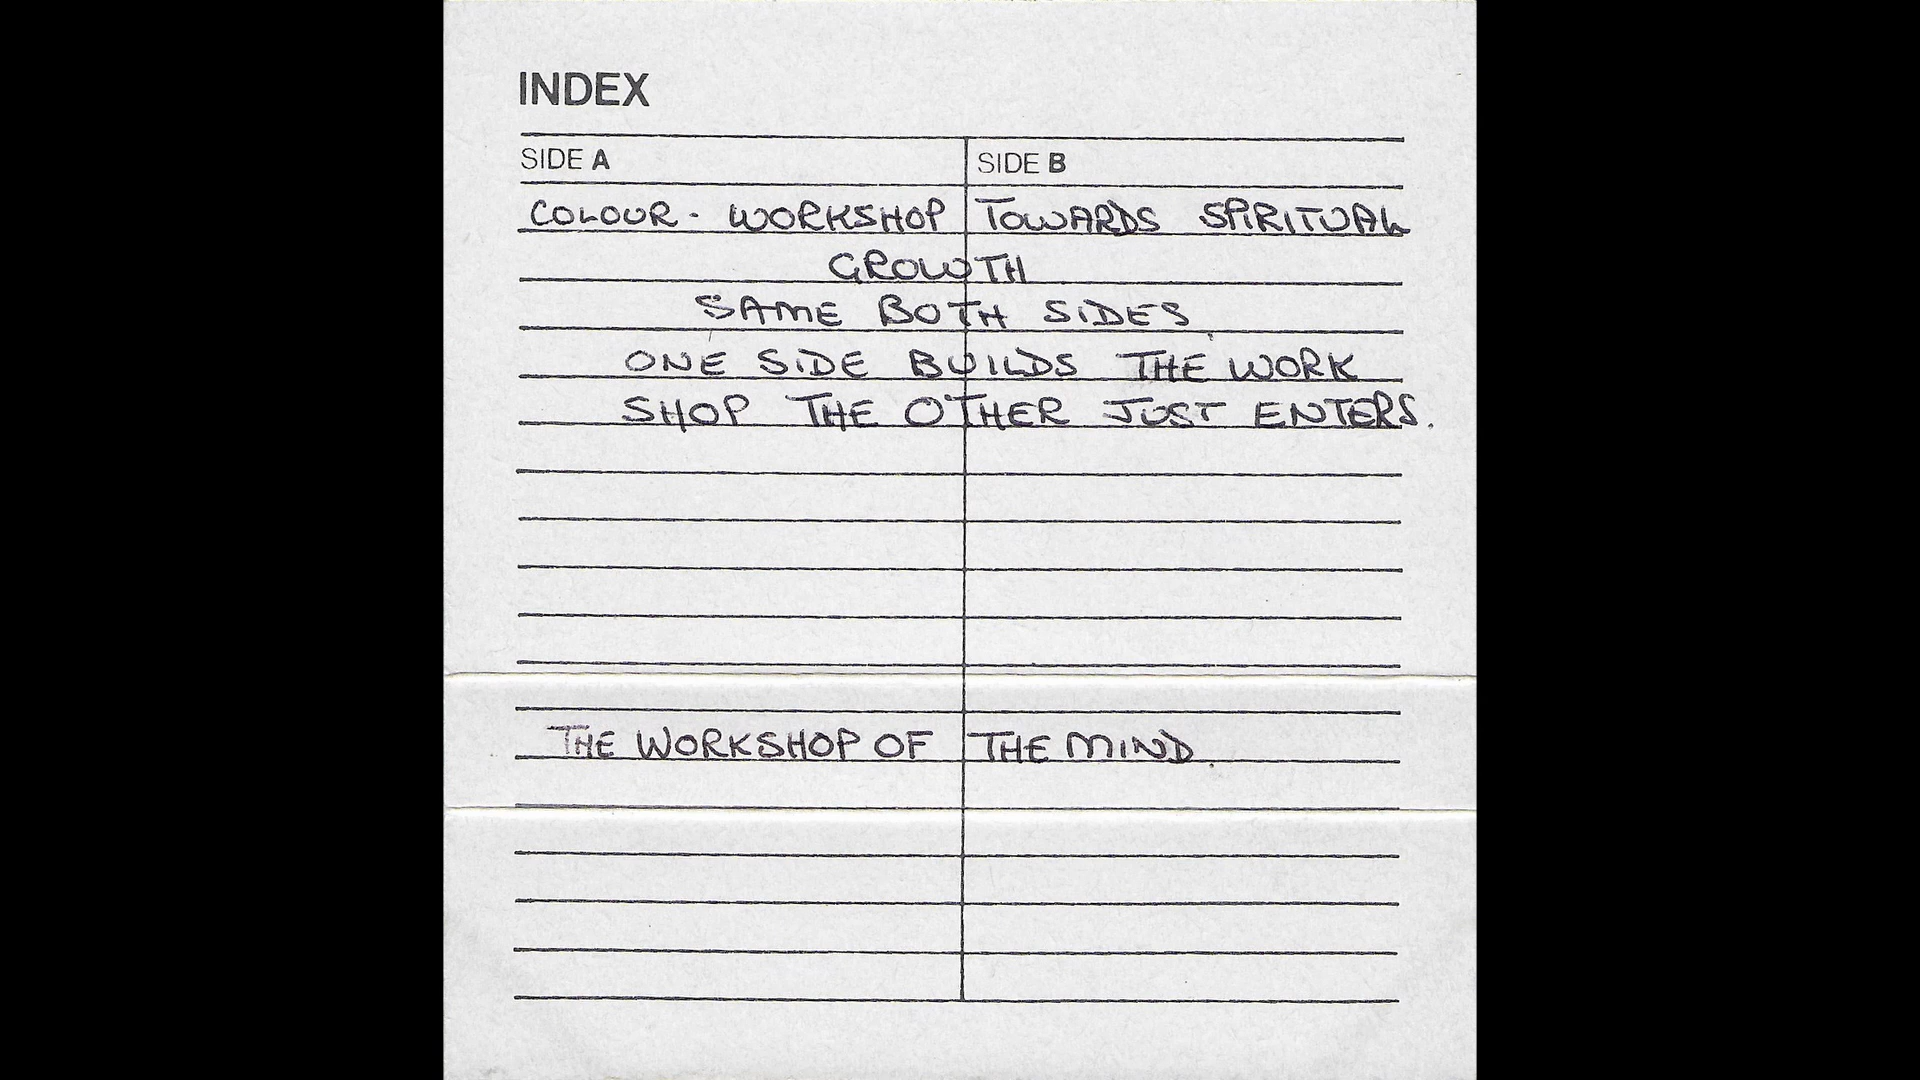 INDEX
SIDE A SIDE B
COLOUR - WORKSHOP TOWARDS SPIRITUAL
GROWTH
SAME BOTH SIDES.
ONE SIDE BUILDS THE WORK
SHOP THE OTHER JUST ENTERS.
THE WORKSHOP OF THE MIND.